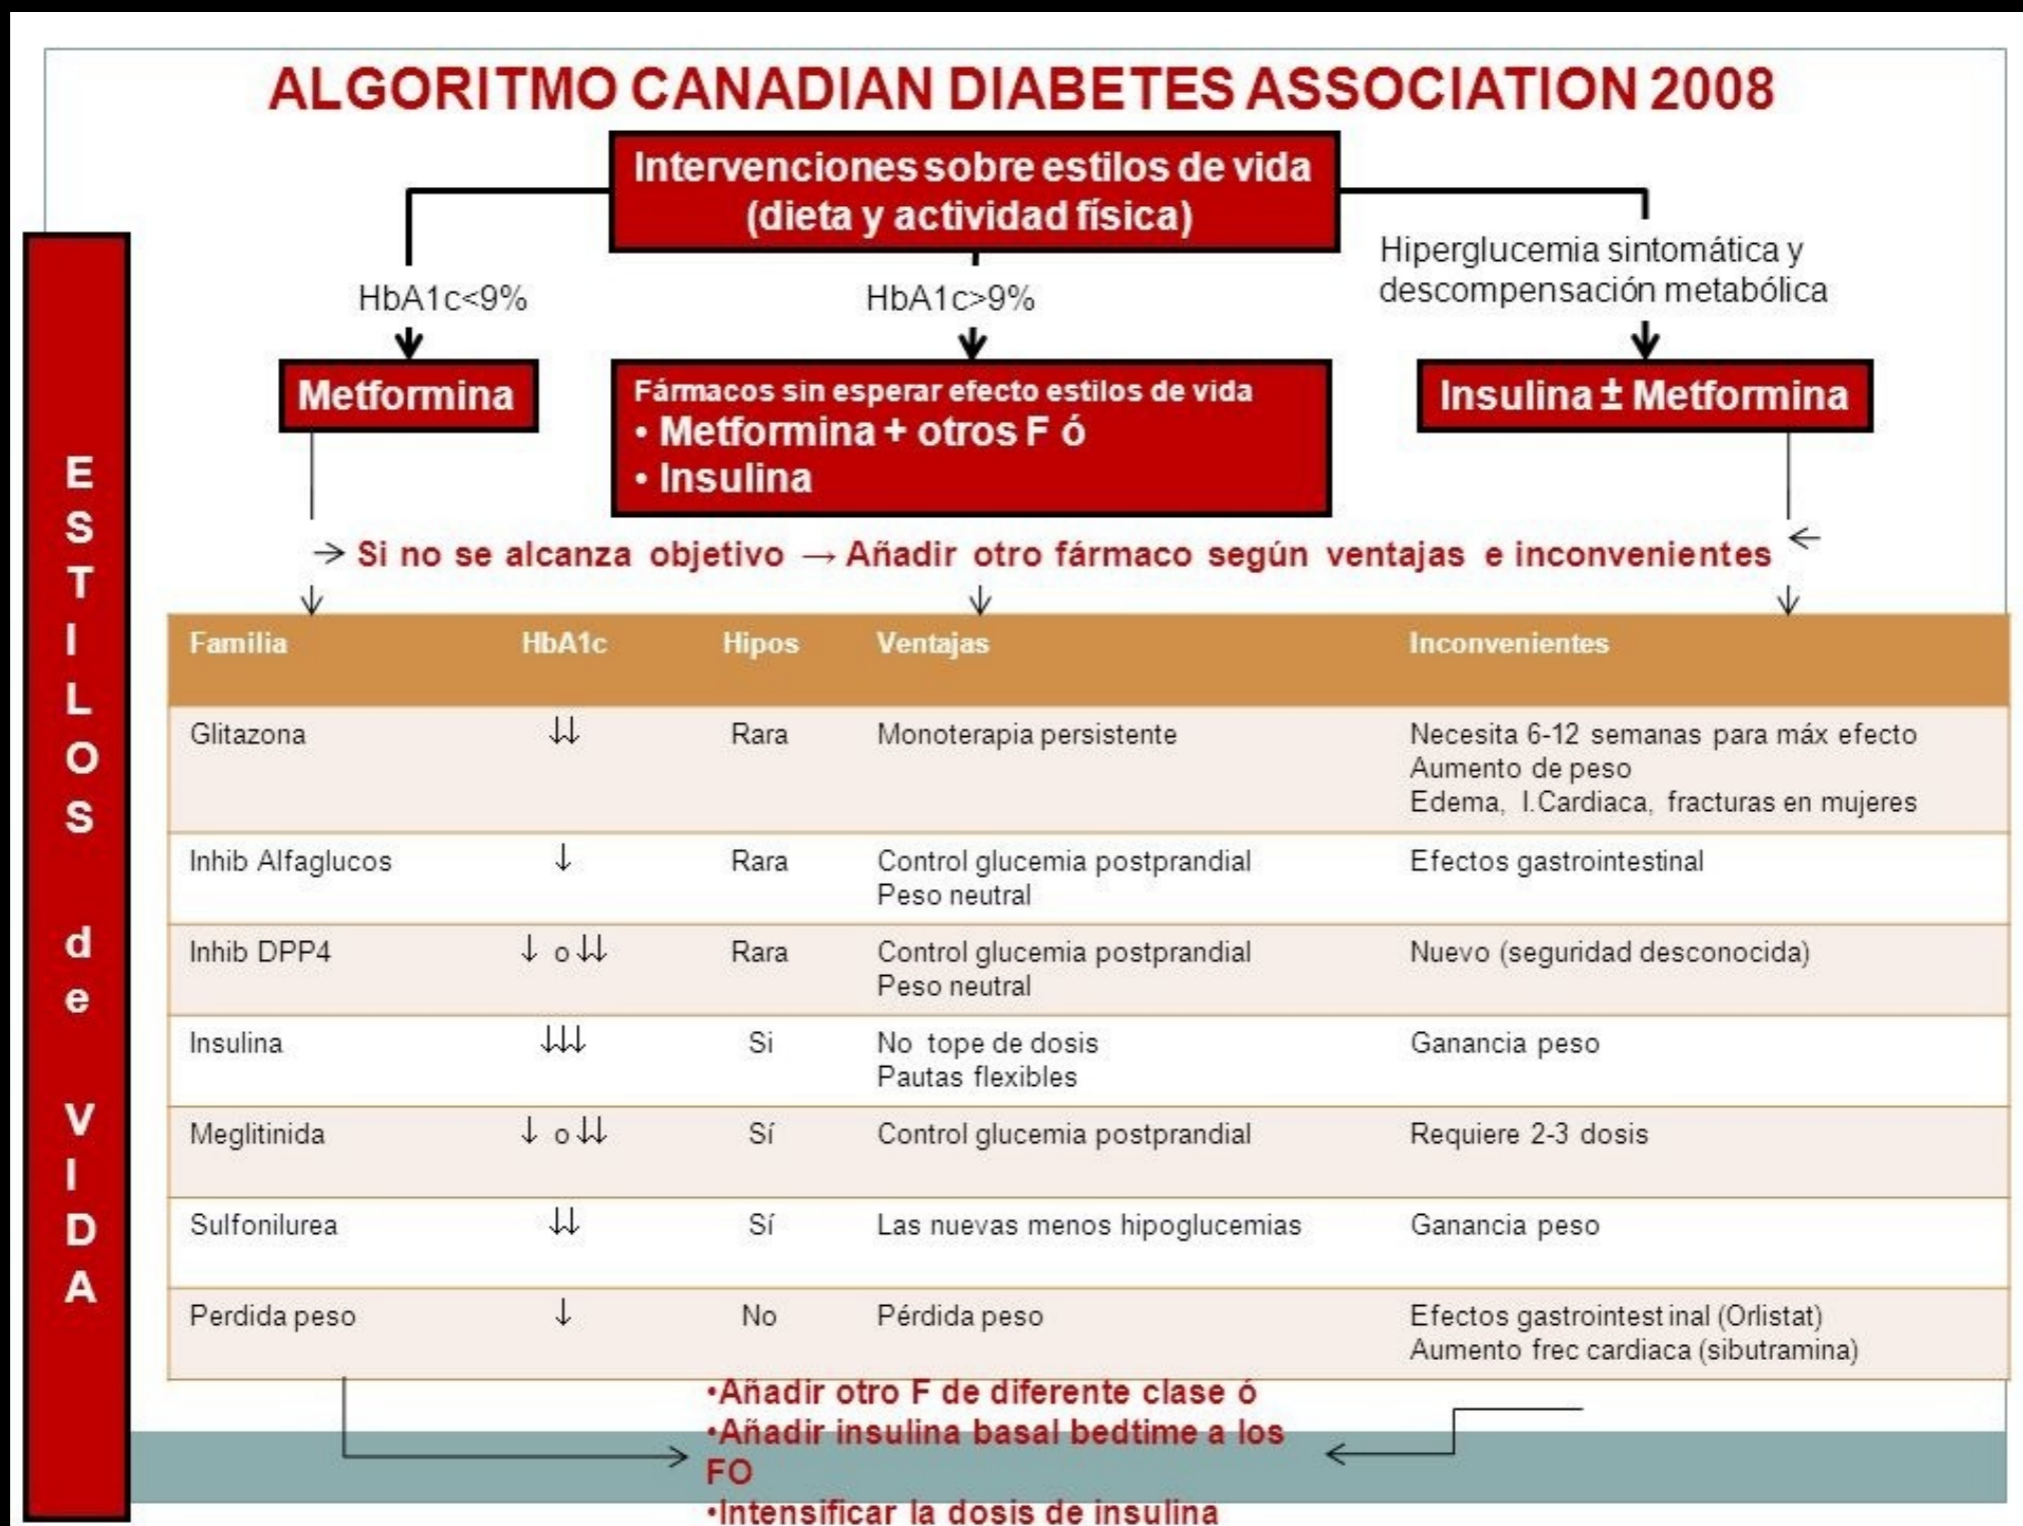 ALGORITMO CANADIAN DIABETES ASSOCIATION 2008
Intervenciones sobre estilos de vida
(dieta y actividad física)
HbA1c<9%
HbA1c>9%
Hiperglucemia sintomática y
descompensación metabólica
Metformina
Fármacos sin esperar efecto estilos de vida
• Metformina + otros F ó
• Insulina
Insulina ± Metformina
ESTILOS de VIDA
→ Si no se alcanza objetivo → Añadir otro fármaco según ventajas e inconvenientes ←
Familia HbA1c Hipos Ventajas Inconvenientes
Glitazona ↓↓ Rara Monoterapia persistente Necesita 6-12 semanas para máx efecto
Aumento de peso
Edema, I.Cardiaca, fracturas en mujeres
Inhib Alfaglucos ↓ Rara Control glucemia postprandial Efectos gastrointestinal
Peso neutral
Inhib DPP4 ↓ o ↓↓ Rara Control glucemia postprandial Nuevo (seguridad desconocida)
Peso neutral
Insulina ↓↓↓ Si No tope de dosis Ganancia peso
Pautas flexibles
Meglitinida ↓ o ↓↓ Sí Control glucemia postprandial Requiere 2-3 dosis
Sulfonilurea ↓↓ Sí Las nuevas menos hipoglucemias Ganancia peso
Perdida peso ↓ No Pérdida peso Efectos gastrointestinal (Orlistat)
Aumento frec cardiaca (sibutramina)
•Añadir otro F de diferente clase ó
•Añadir insulina basal bedtime a los
FO
•Intensificar la dosis de insulina